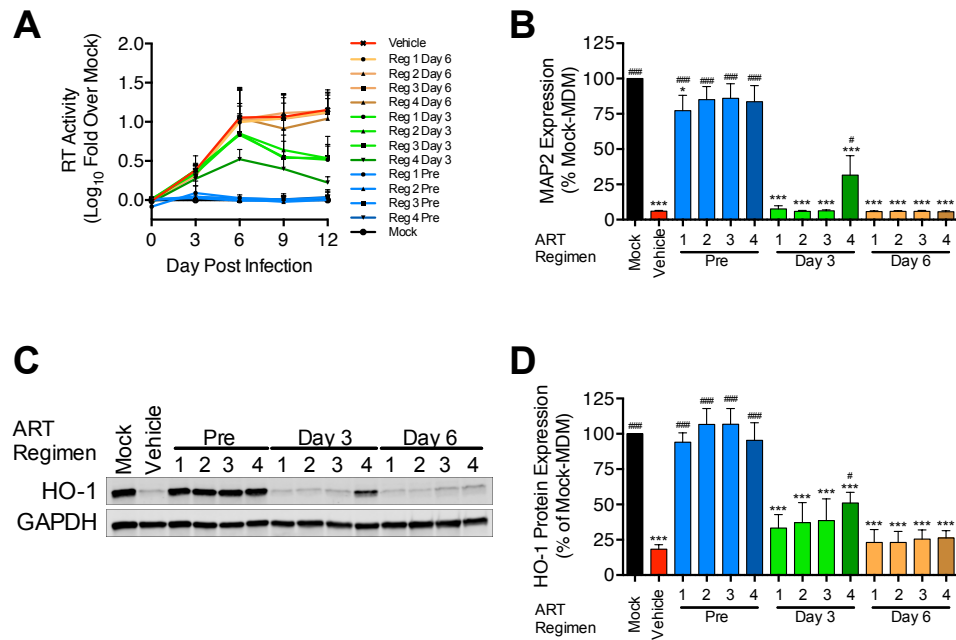 A
RT Activity
(Log10 Fold Over Mock)
2.0
1.5
1.0
0.5
0.0
0 3 6 9 12
Day Post Infection
Vehicle
Reg 1 Day 6
Reg 2 Day 6
Reg 3 Day 6
Reg 4 Day 6
Reg 1 Day 3
Reg 2 Day 3
Reg 3 Day 3
Reg 4 Day 3
Reg 1 Pre
Reg 2 Pre
Reg 3 Pre
Reg 4 Pre
Mock
B
MAP2 Expression
(% Mock-MDM)
125
100
75
50
25
0
### ### ### ### ###
* #
*** *** *** *** *** *** *** *** ***
ART
Regimen
Mock
Vehicle
1 2 3 4 1 2 3 4 1 2 3 4
Pre Day 3 Day 6
C
ART
Regimen
Mock
Vehicle
Pre Day 3 Day 6
1 2 3 4 1 2 3 4 1 2 3 4
HO-1
GAPDH
D
HO-1 Protein Expression
(% of Mock-MDM)
125
100
75
50
25
0
### ### ### ### ###
#
*** *** *** *** *** *** *** *** ***
ART
Regimen
Mock
Vehicle
1 2 3 4 1 2 3 4 1 2 3 4
Pre Day 3 Day 6